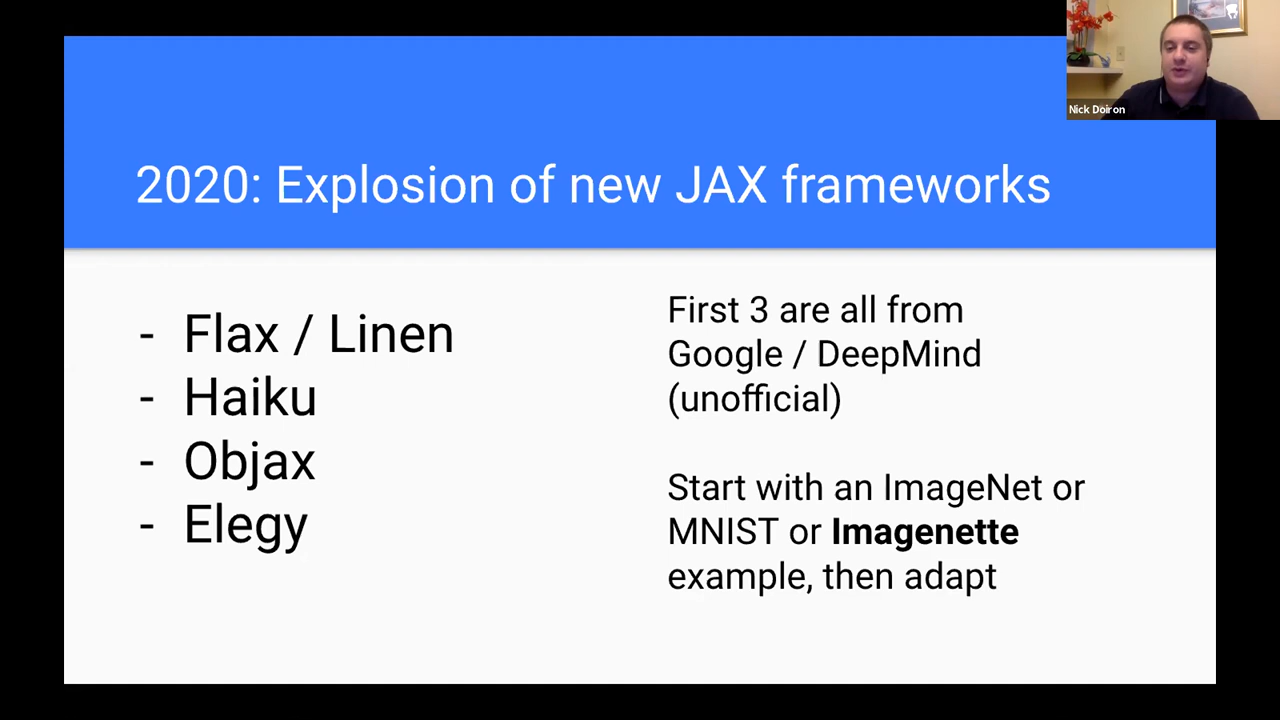 Nick Doiron
2020: Explosion of new JAX frameworks
- Flax / Linen
- Haiku
- Objax
- Elegy
First 3 are all from
Google / DeepMind
(unofficial)
Start with an ImageNet or
MNIST or Imagenette
example, then adapt